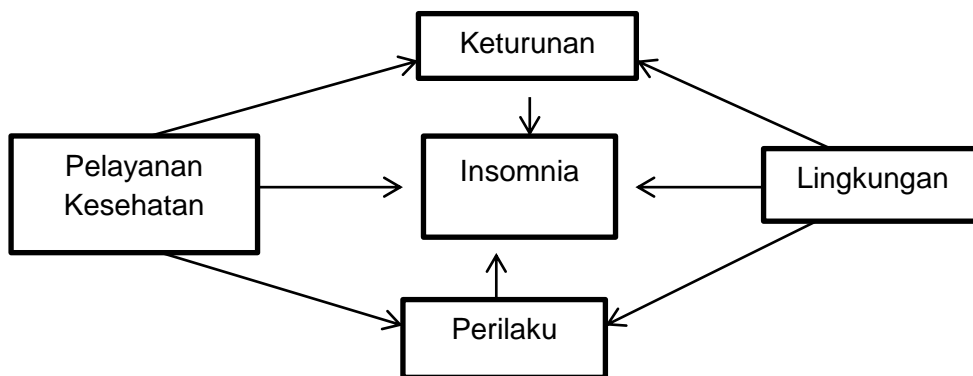 Keturunan
Pelayanan
Kesehatan
Insomnia
Lingkungan
Perilaku